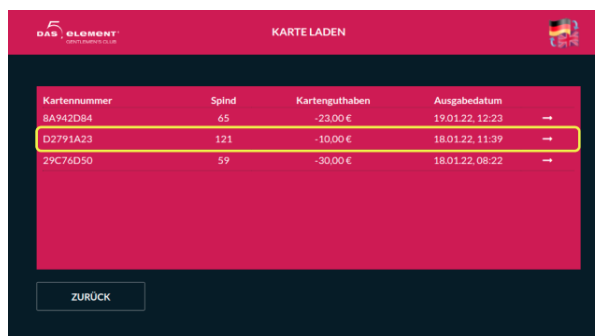 DAS 5 ELEMENT
GENTLEMEN'S CLUB
KARTE LADEN
Kartennummer Spind Kartenguthaben Ausgabedatum
8A942D84 65 -23,00 € 19.01.22, 12:23 →
D2791A23 121 -10,00 € 18.01.22, 11:39 →
29C76D50 59 -30,00 € 18.01.22, 08:22 →
ZURÜCK